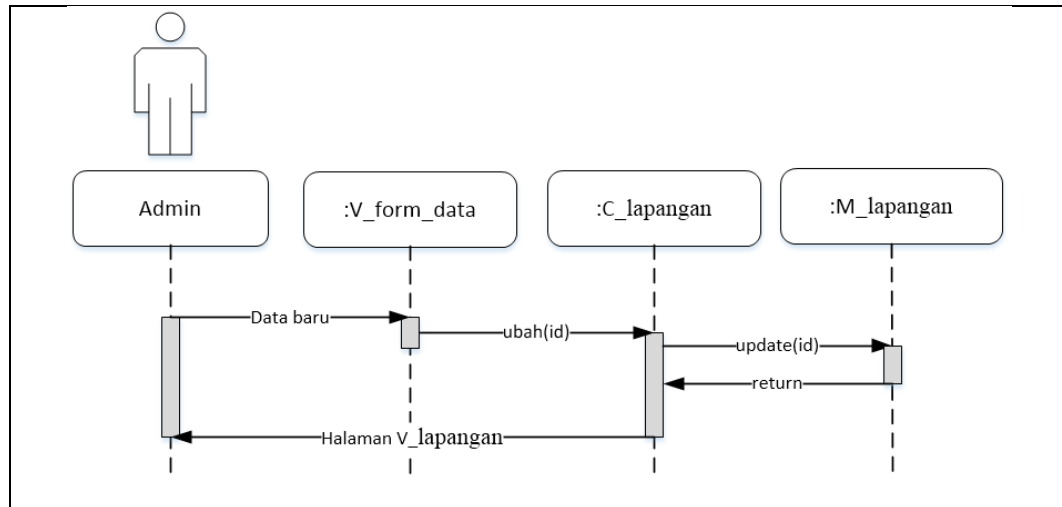 Admin
:V_form_data
:C_lapangan
:M_lapangan
Data baru
ubah(id)
update(id)
return
Halaman V_lapangan